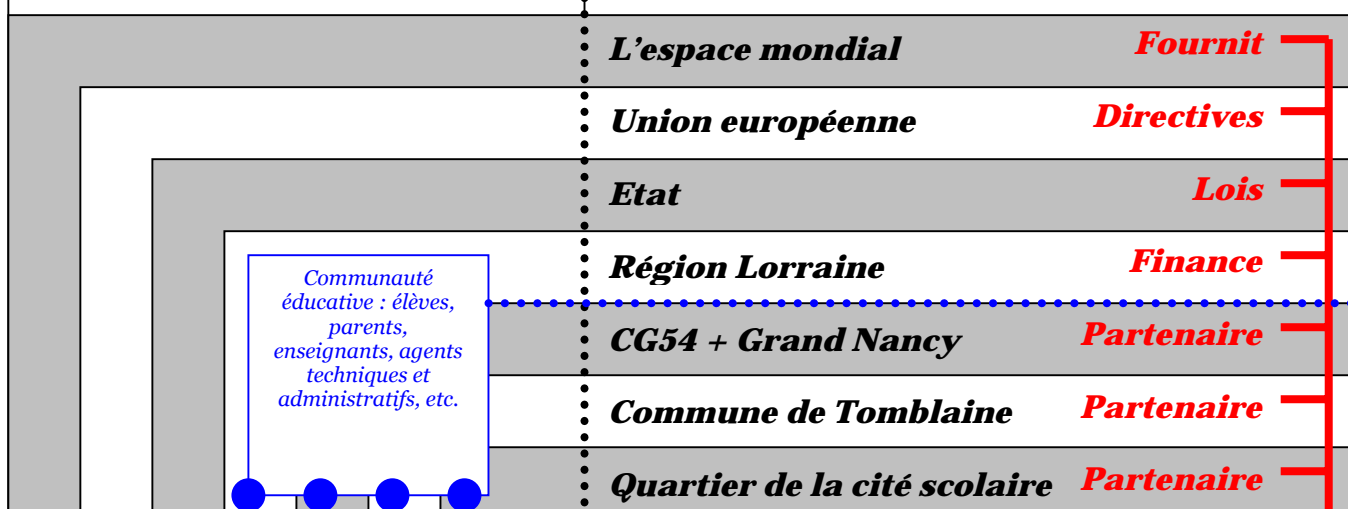 L'espace mondial Fournit
Union européenne Directives
Etat Lois
Région Lorraine Finance
Communauté
éducative : élèves,
parents,
enseignants, agents
techniques et
administratifs, etc.
CG54 + Grand Nancy Partenaire
Commune de Tomblaine Partenaire
Quartier de la cité scolaire Partenaire